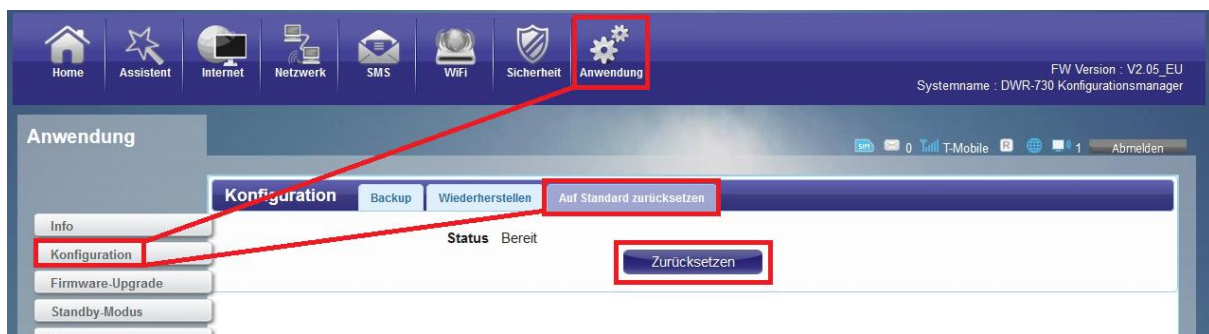 Home Assistent Internet Netzwerk SMS WiFi Sicherheit Anwendung
FW Version : V2.05_EU
Systemname : DWR-730 Konfigurationsmanager
Anwendung
SIM 0 T-Mobile R 1 Abmelden
Konfiguration Backup Wiederherstellen Auf Standard zurücksetzen
Info
Status Bereit
Konfiguration
Zurücksetzen
Firmware-Upgrade
Standby-Modus